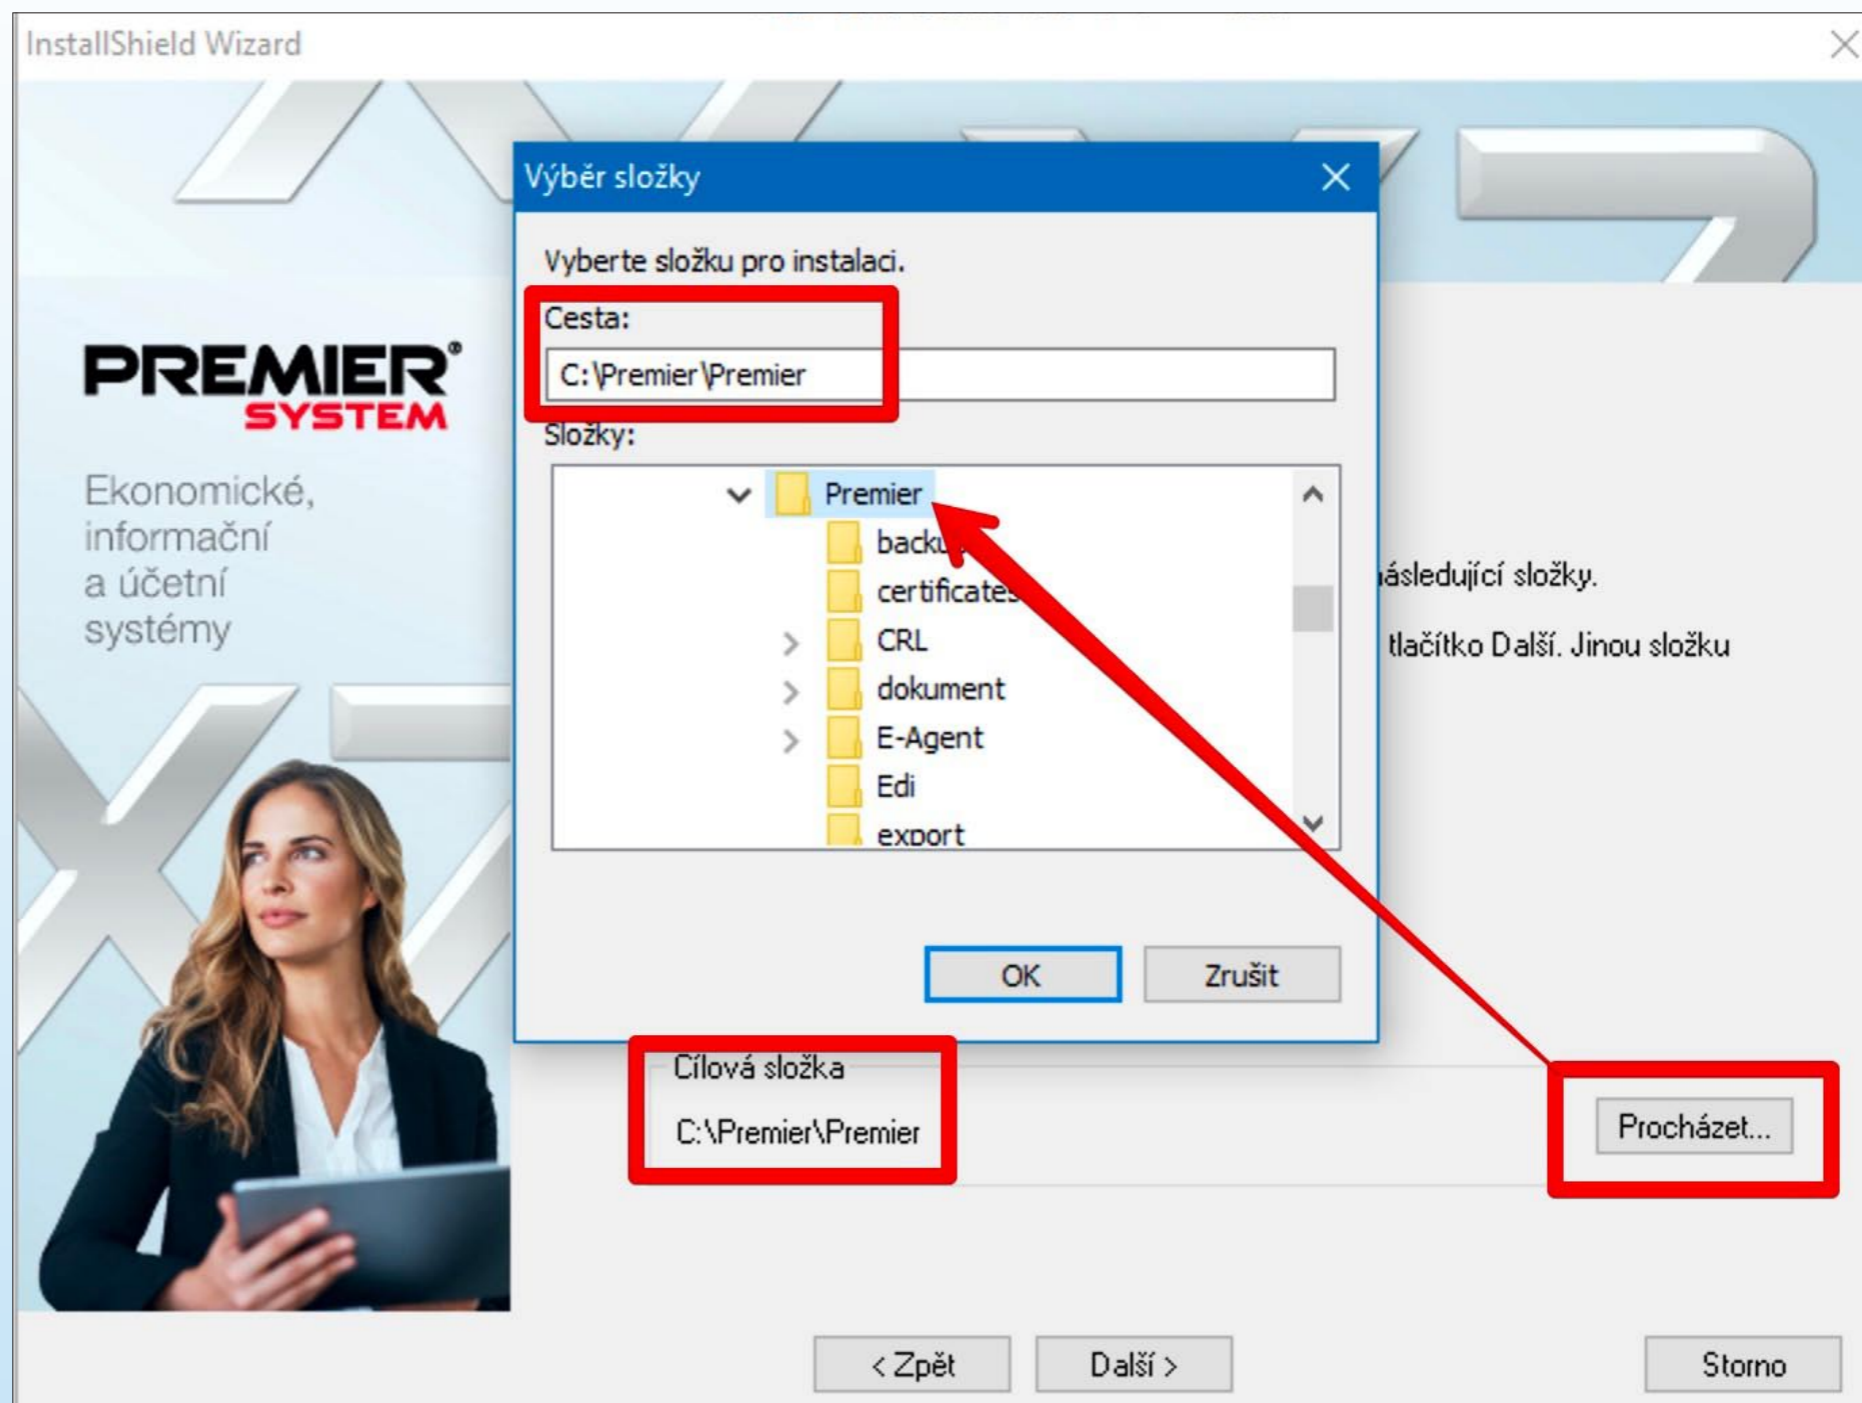 InstallShield Wizard
PREMIER®
SYSTEM
Ekonomické,
informační
a účetní
systémy
Výběr složky
Vyberte složku pro instalaci.
Cesta:
C:\Premier\Premier
Složky:
Premier
certificates
CRL
dokument
E-Agent
Edi
export
OK
Zrušit
složky.
tlačítko Další. Jinou složku
Cílová složka
C:\Premier\Premier
Procházet...
< Zpět
Další >
Storno